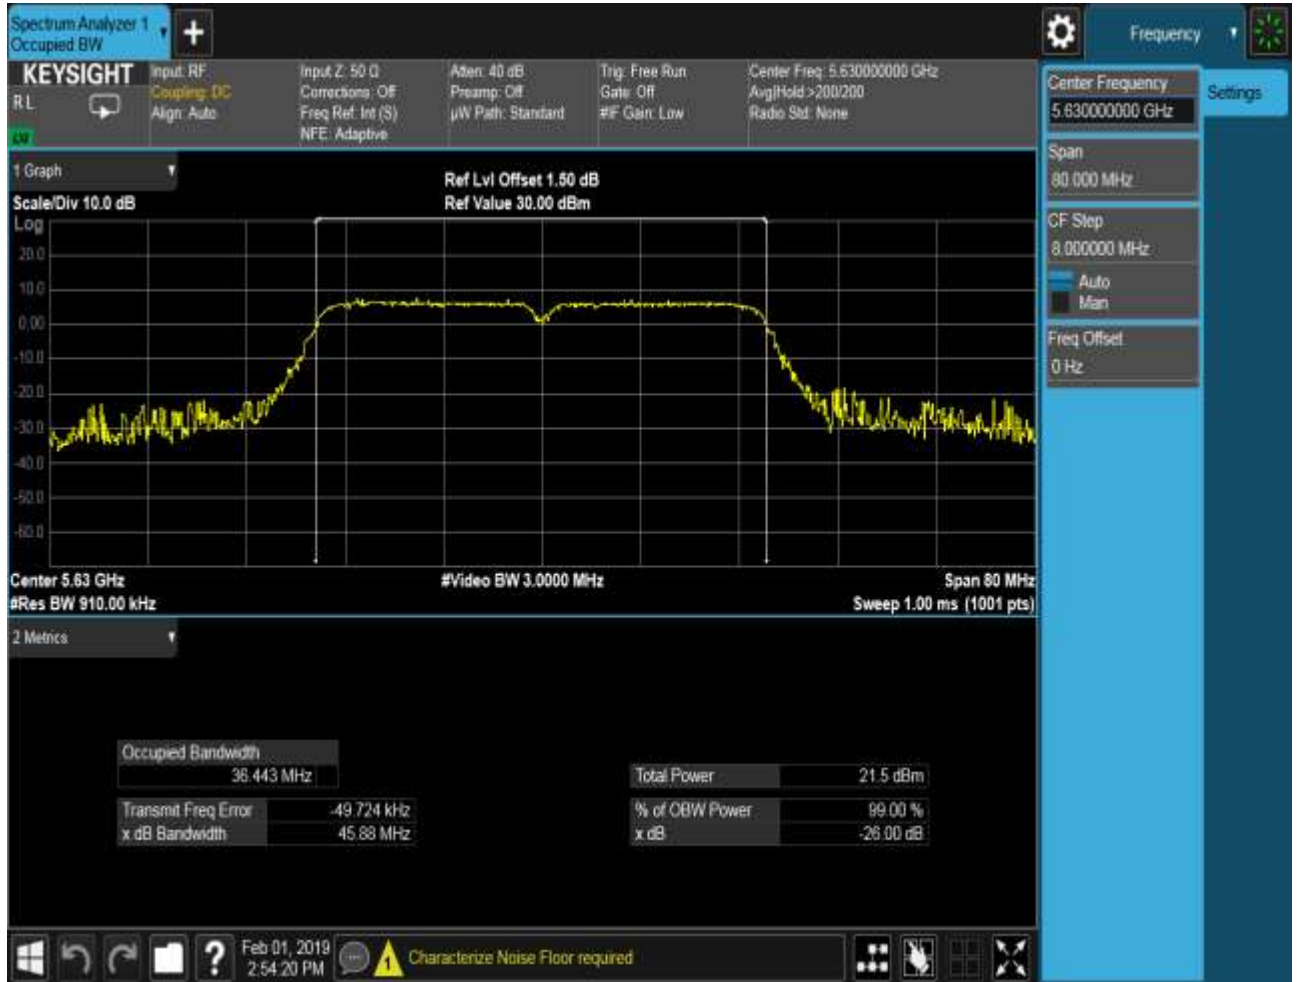 Spectrum Analyzer 1
Occupied BW
Frequency
KEYSIGHT
RL
Input: RF
Coupling: DC
Align: Auto
Input Z: 50 Ω
Corrections: Off
Freq Ref: Int (S)
NFE: Adaptive
Atten: 40 dB
Preamp: Off
µW Path: Standard
Trig: Free Run
Gate: Off
#IF Gain: Low
Center Freq: 5.630000000 GHz
Avg|Hold:>200/200
Radio Std: None
Center Frequency
5.630000000 GHz
Settings
Span
80.000 MHz
CF Step
8.000000 MHz
Auto
Man
Freq Offset
0 Hz
1 Graph
Scale/Div 10.0 dB
Ref Lvl Offset 1.50 dB
Ref Value 30.00 dBm
Log
20.0
10.0
0.00
-10.0
-20.0
-30.0
-40.0
-50.0
-60.0
Center 5.63 GHz
#Res BW 910.00 kHz
#Video BW 3.0000 MHz
Span 80 MHz
Sweep 1.00 ms (1001 pts)
2 Metrics
Occupied Bandwidth
36.443 MHz
Transmit Freq Error -49.724 kHz
x dB Bandwidth 45.88 MHz
Total Power 21.5 dBm
% of OBW Power 99.00 %
x dB -26.00 dB
Feb 01, 2019
2:54:20 PM
1
Characterize Noise Floor required